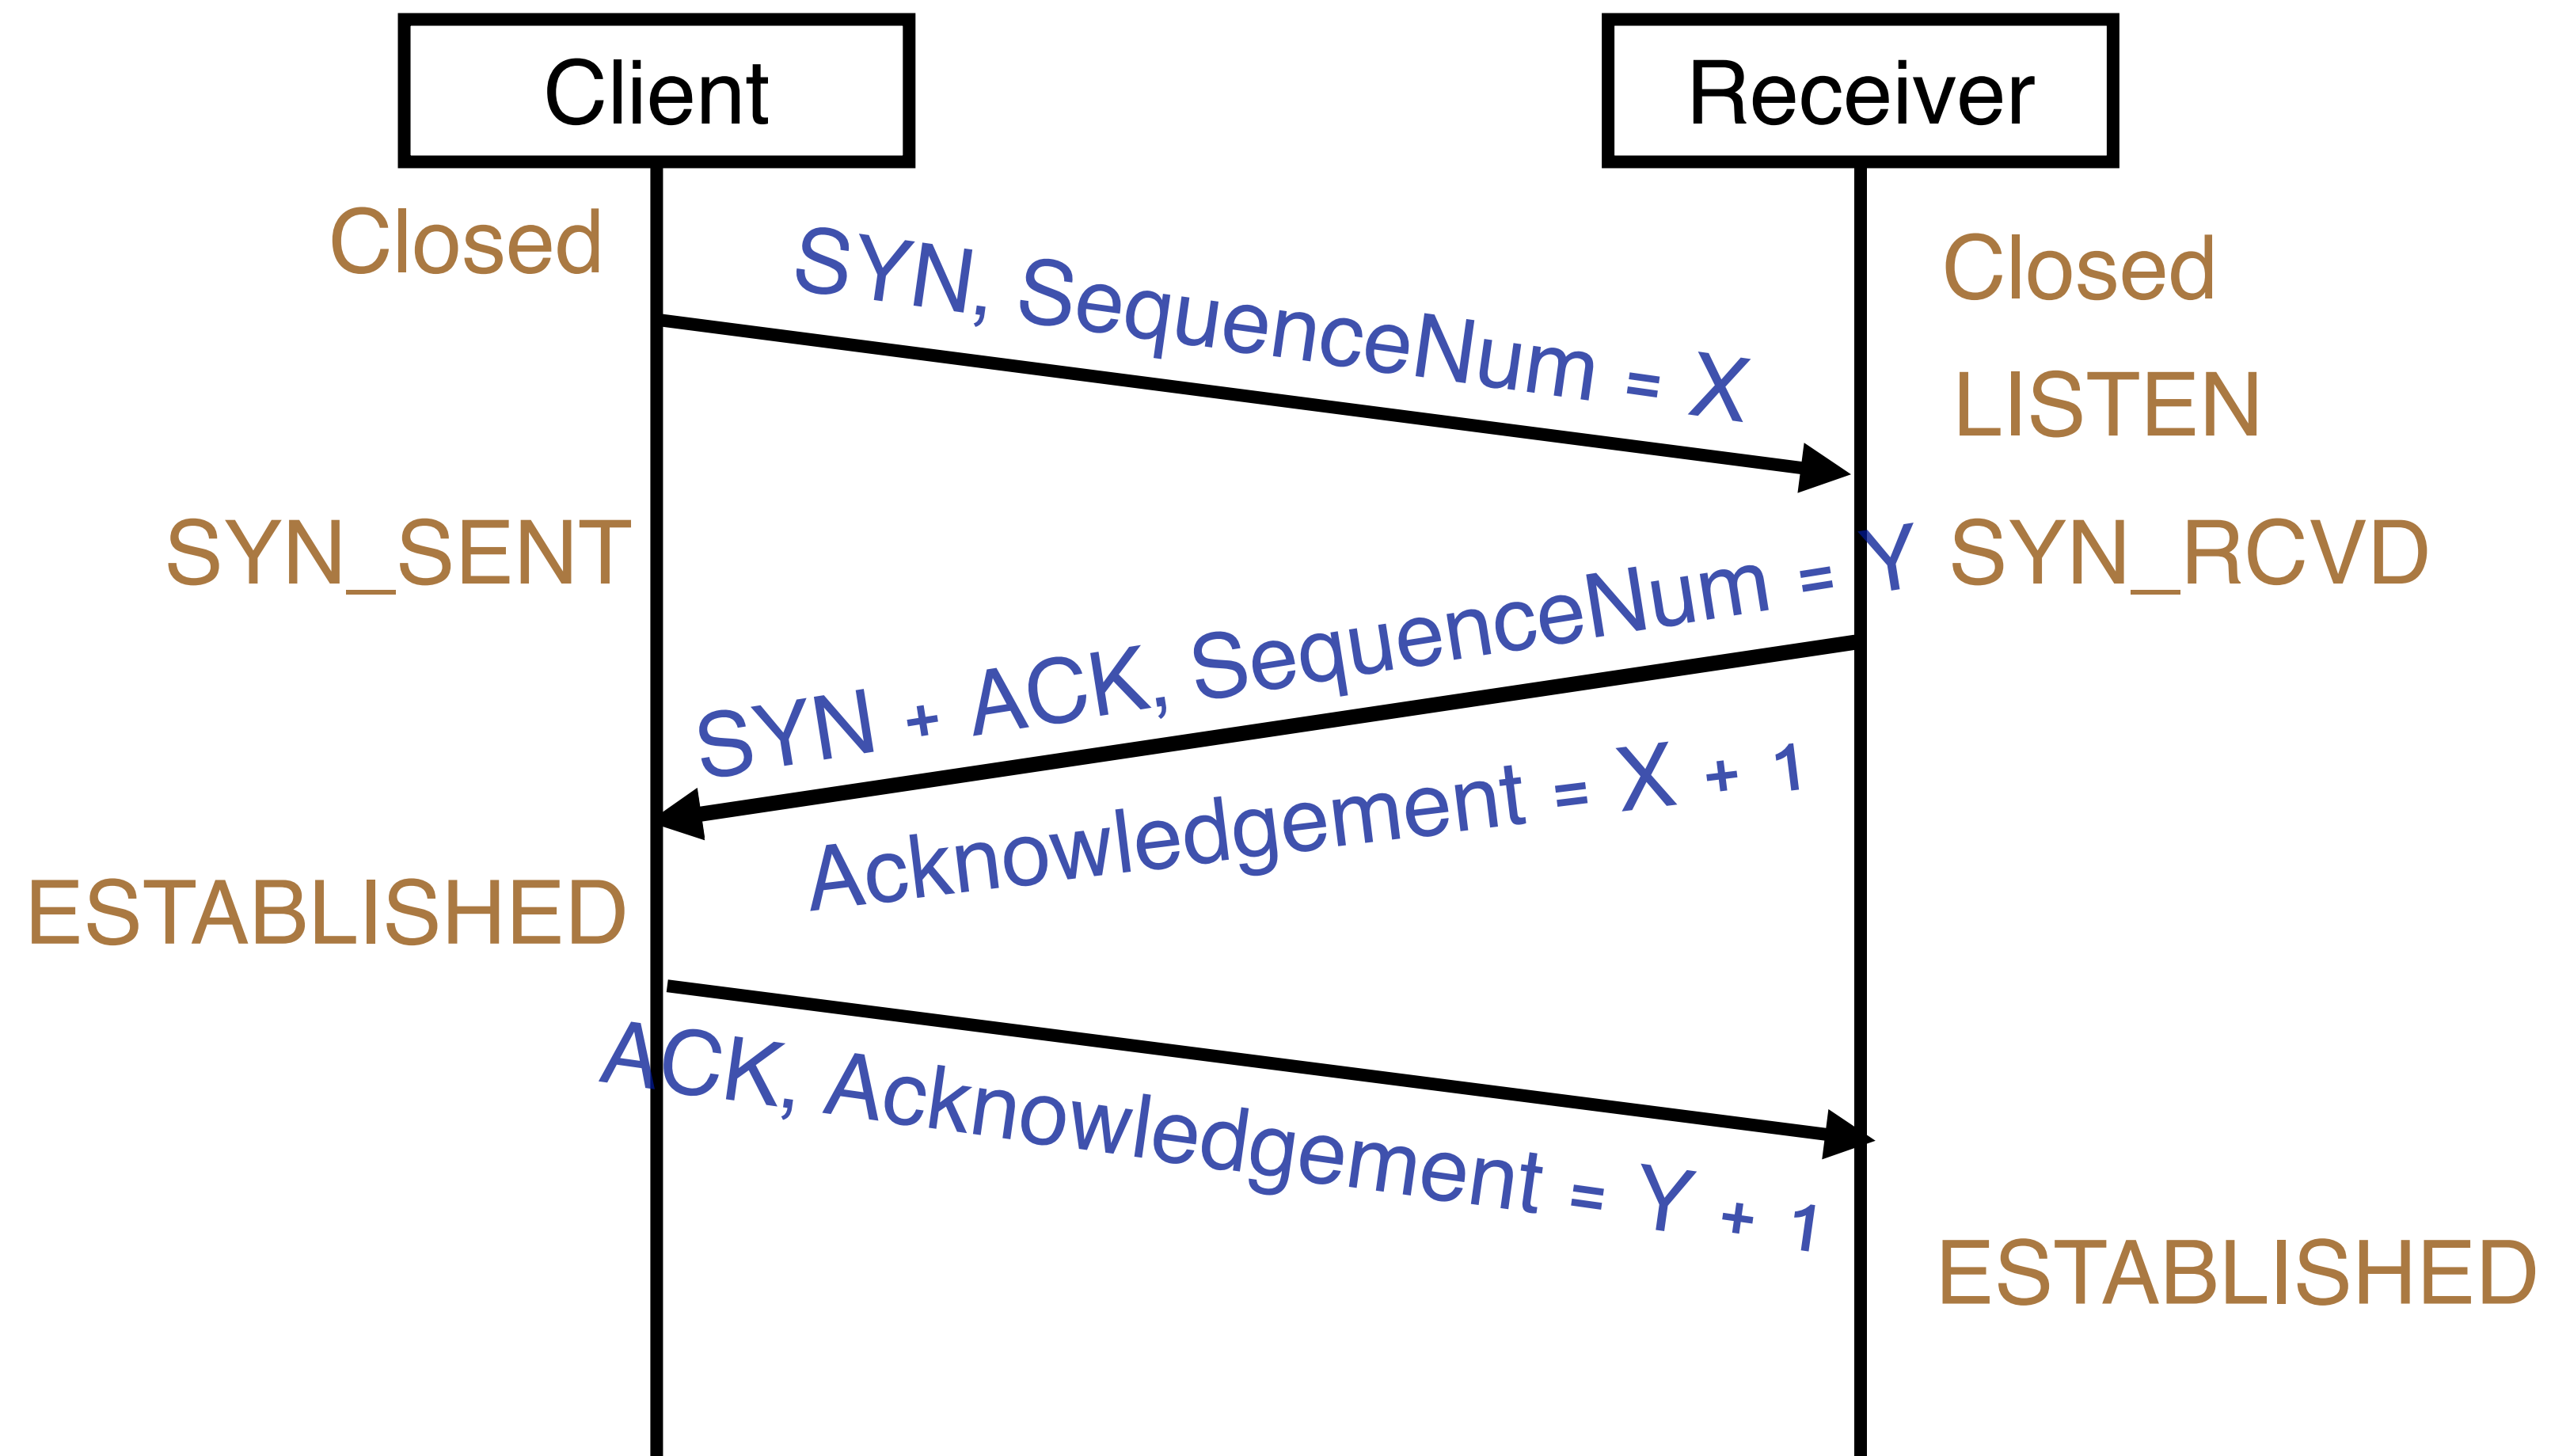 Client
Receiver
Closed
SYN, SequenceNum = X
Closed
LISTEN
SYN_SENT
SYN_RCVD
SYN + ACK, SequenceNum = Y
Acknowledgement = X + 1
ESTABLISHED
ACK, Acknowledgement = Y + 1
ESTABLISHED